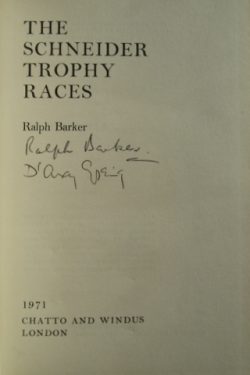 THE
SCHNEIDER
TROPHY
RACES
Ralph Barker
Ralph Barker.
D'Arcy Greig
1971
CHATTO AND WINDUS
LONDON